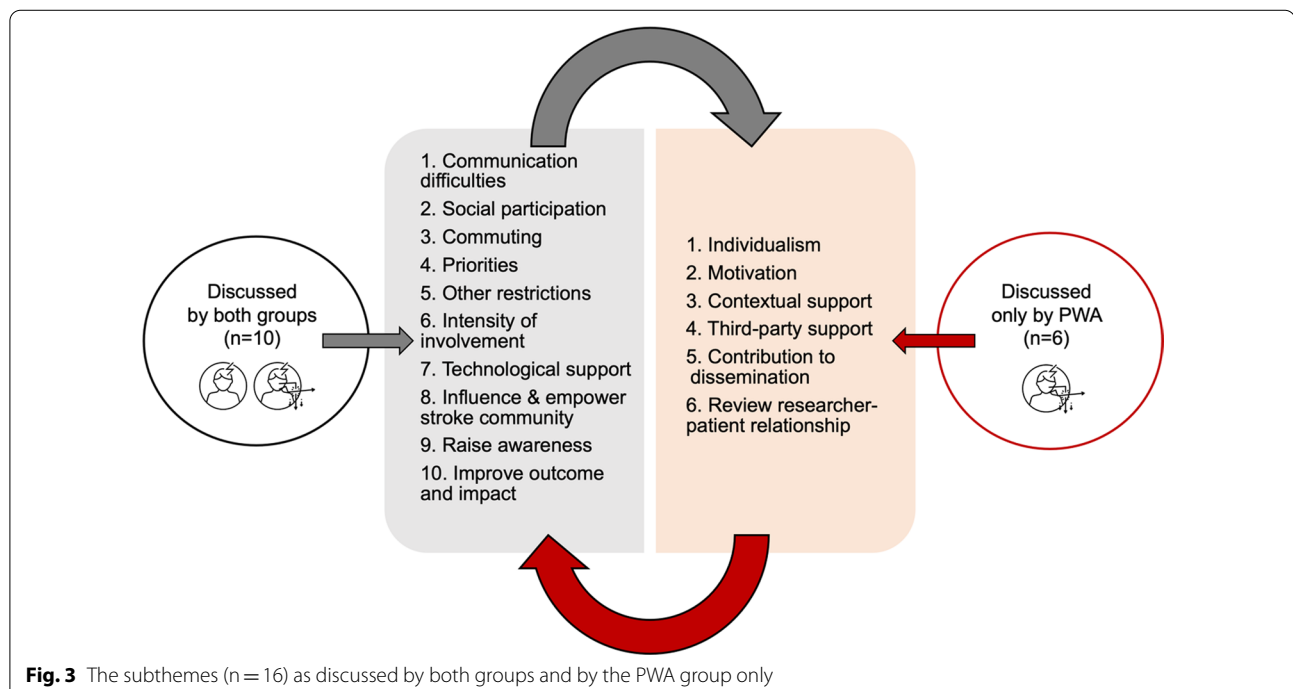 Discussed
by both groups
(n=10)
1. Communication
difficulties
2. Social participation
3. Commuting
4. Priorities
5. Other restrictions
6. Intensity of
involvement
7. Technological support
8. Influence & empower
stroke community
9. Raise awareness
10. Improve outcome
and impact
1. Individualism
2. Motivation
3. Contextual support
4. Third-party support
5. Contribution to
dissemination
6. Review researcher-
patient relationship
Discussed
only by PWA
(n=6)
Fig. 3 The subthemes (n = 16) as discussed by both groups and by the PWA group only